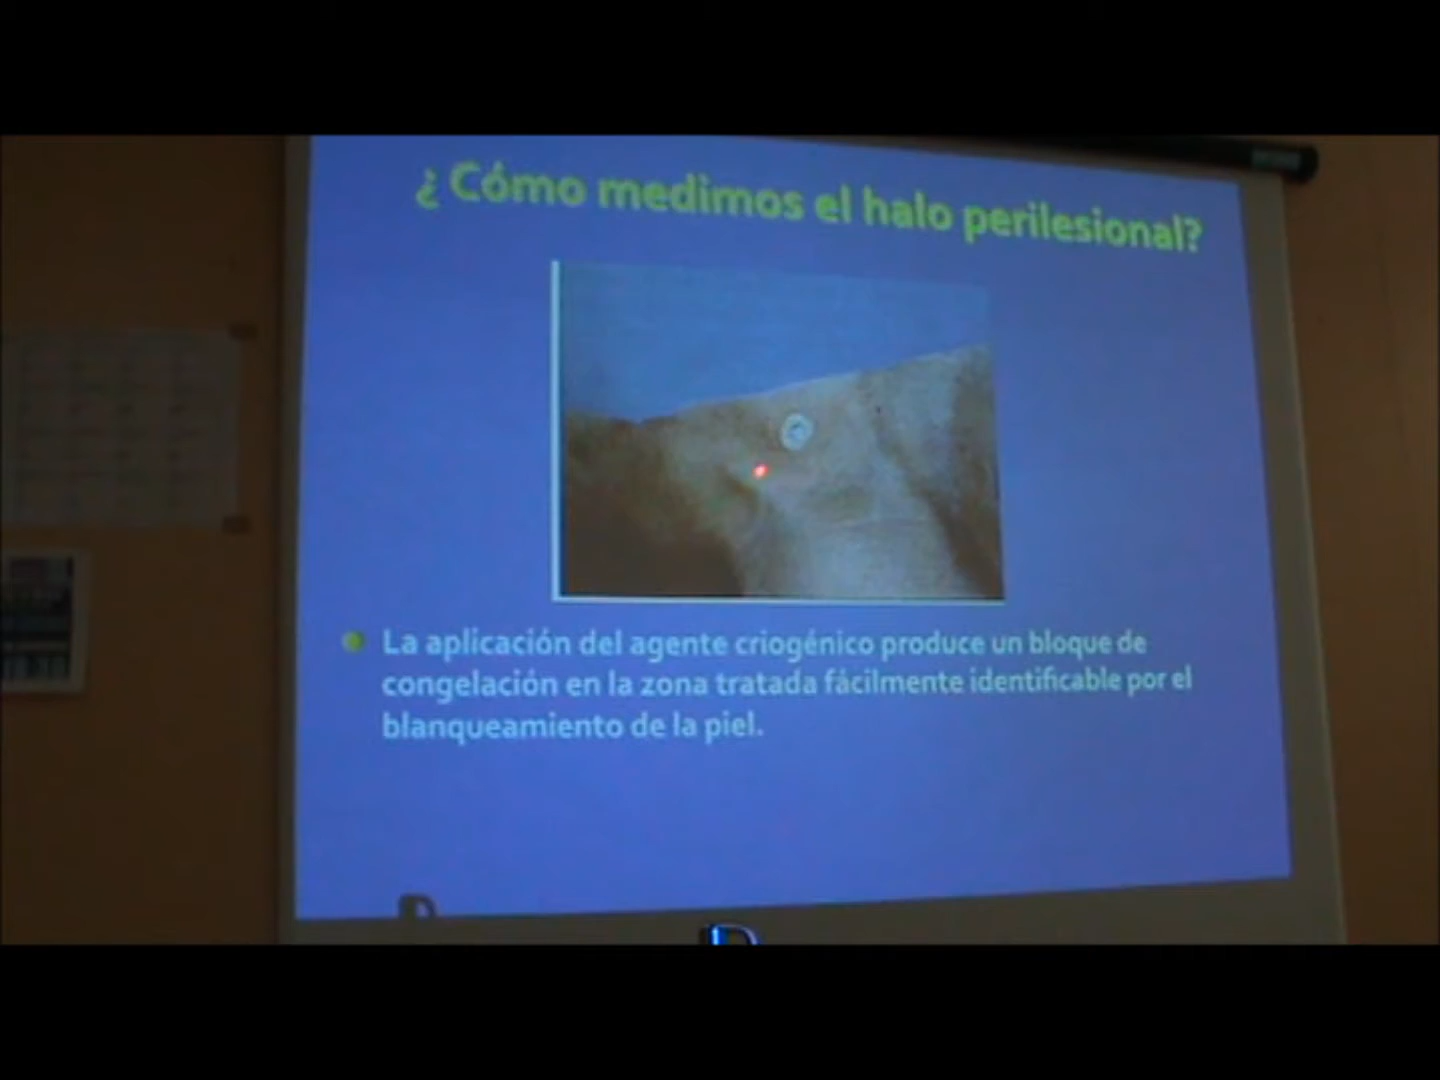 ¿ Cómo medimos el halo perilesional?
La aplicación del agente criogénico produce un bloque de
congelación en la zona tratada fácilmente identificable por el
blanqueamiento de la piel.